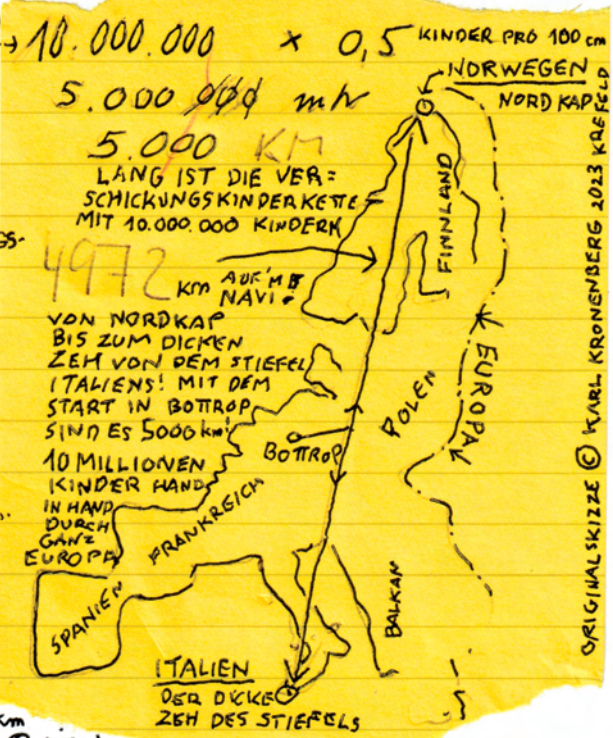 → 10.000.000 × 0,5 KINDER PRO 100 cm
5.000 000 mtr
5.000 KM
LANG IST DIE VER=
SCHICKUNGSKINDERKETTE
MIT 10.000.000 KINDERN
GS-
4972 km AUF'M
NAVI!
VON NORDKAP
BIS ZUM DICKEN
ZEH VON DEM STIEFEL
ITALIENS! MIT DEM
START IN BOTTROP
SIND ES 5000 km!
10 MILLIONEN
KINDER HAND
IN HAND
DURCH
GANZ
EUROPA
NORWEGEN
NORDKAP
FINNLAND
EUROPA
POLEN
BOTTROP
FRANKREICH
SPANIEN
BALKAN
ITALIEN
DER DICKE
ZEH DES STIEFELS
km
ORIGINALSKIZZE © KARL KRONENBERG 2023 KREFELD